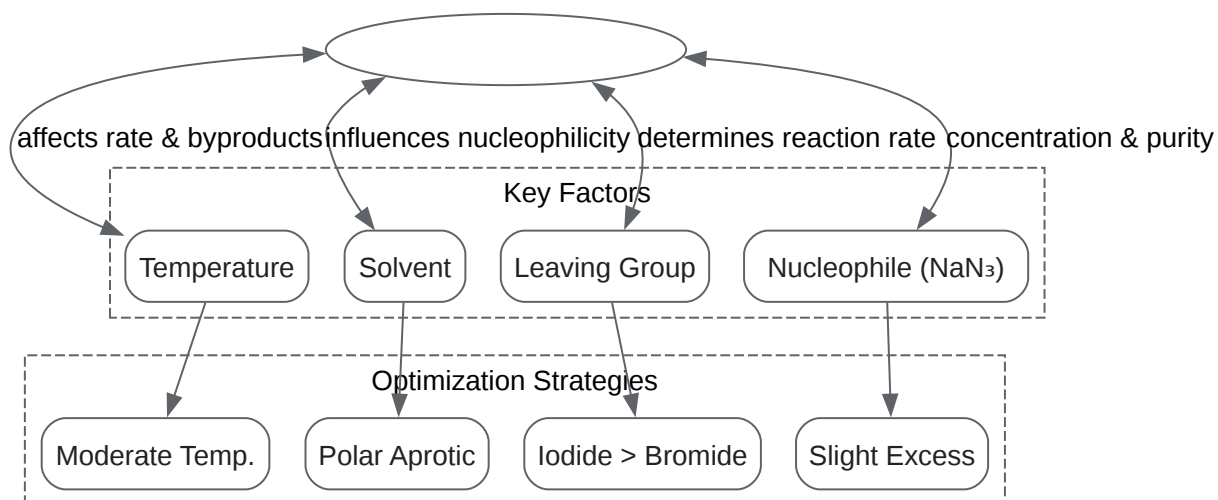 affects rate & byproducts
influences nucleophilicity
determines reaction rate
concentration & purity
Key Factors
Temperature
Solvent
Leaving Group
Nucleophile (NaN₃)
Optimization Strategies
Moderate Temp.
Polar Aprotic
Iodide > Bromide
Slight Excess